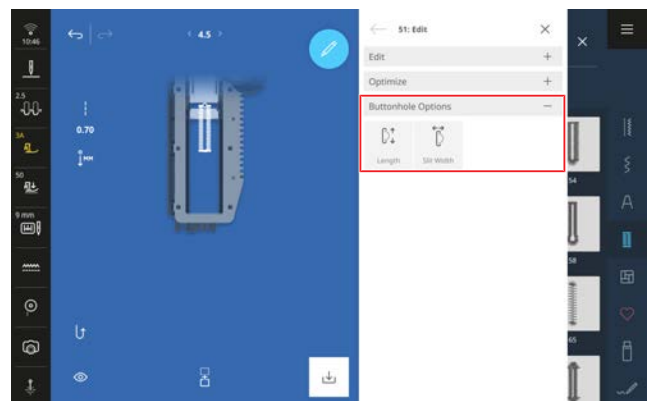 10:46
4.5
51: Edit
Edit
Optimize
Buttonhole Options
Length
Slit Width
2.5
0.70
MM
3A
50
9 mm
54
58
65
A